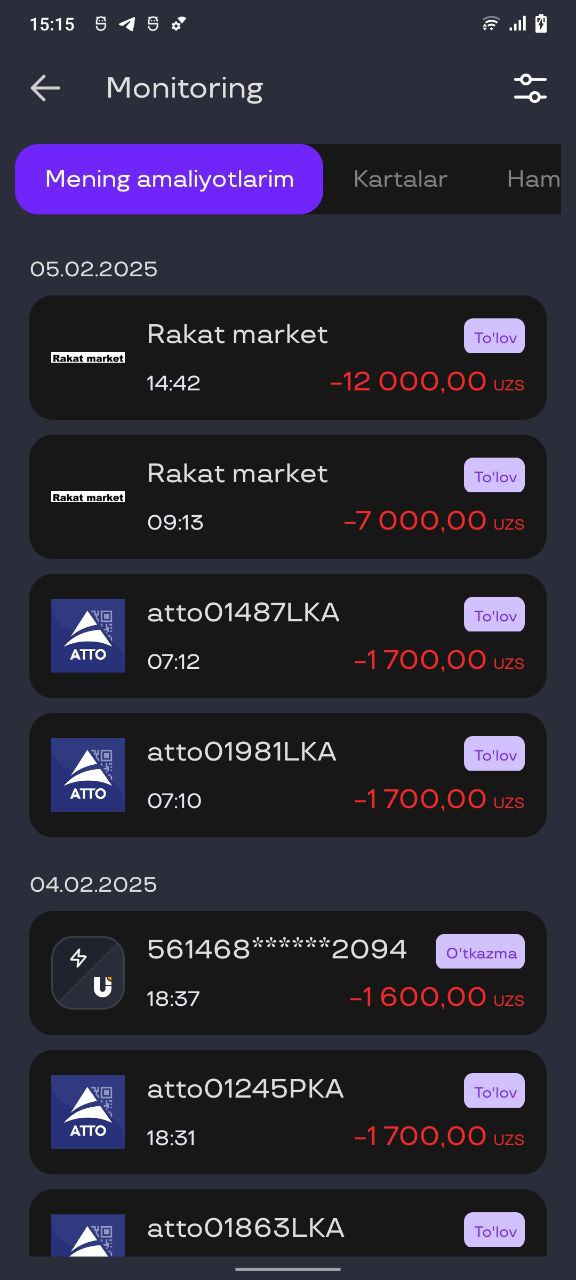 15:15
Monitoring
Mening amaliyotlarim Kartalar Ham
05.02.2025
Rakat market
Rakat market To'lov
14:42 -12 000,00 UZS
Rakat market
Rakat market To'lov
09:13 -7 000,00 UZS
ATTO
atto01487LKA To'lov
07:12 -1 700,00 UZS
ATTO
atto01981LKA To'lov
07:10 -1 700,00 UZS
04.02.2025
561468******2094 O'tkazma
18:37 -1 600,00 UZS
ATTO
atto01245PKA To'lov
18:31 -1 700,00 UZS
atto01863LKA To'lov